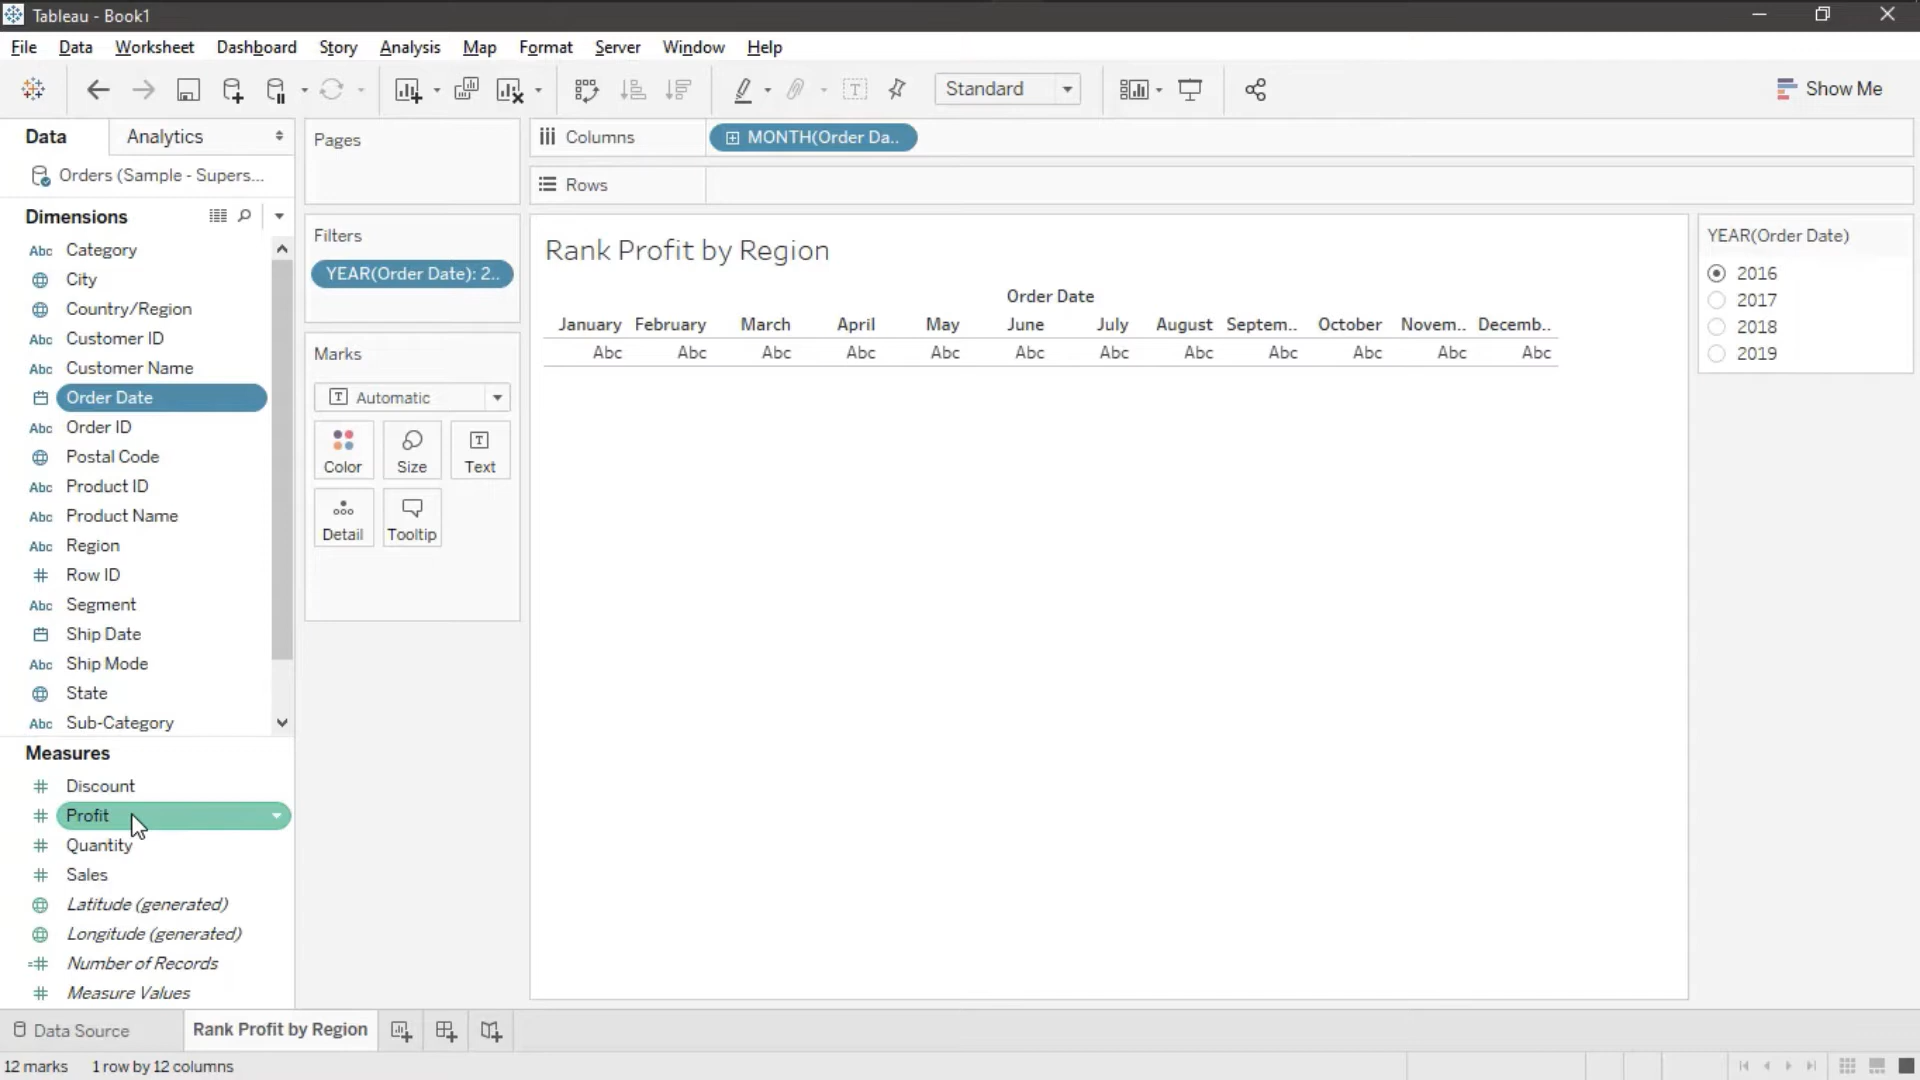 Tableau - Book1
File Data Worksheet Dashboard Story Analysis Map Format Server Window Help
Standard
Show Me
Data Analytics
Orders (Sample - Supers...
Dimensions
Abc Category
City
Country/Region
Abc Customer ID
Abc Customer Name
Order Date
Abc Order ID
Postal Code
Abc Product ID
Abc Product Name
Abc Region
# Row ID
Abc Segment
Ship Date
Abc Ship Mode
State
Abc Sub-Category
Measures
# Discount
# Profit
# Quantity
# Sales
Latitude (generated)
Longitude (generated)
=# Number of Records
# Measure Values
Pages
Filters
YEAR(Order Date): 2..
Marks
T Automatic
Color Size Text
Detail Tooltip
Columns MONTH(Order Da..
Rows
Rank Profit by Region
Order Date
January February March April May June July August Septem.. October Novem.. Decemb..
Abc Abc Abc Abc Abc Abc Abc Abc Abc Abc Abc Abc
YEAR(Order Date)
2016
2017
2018
2019
Data Source Rank Profit by Region
12 marks 1 row by 12 columns